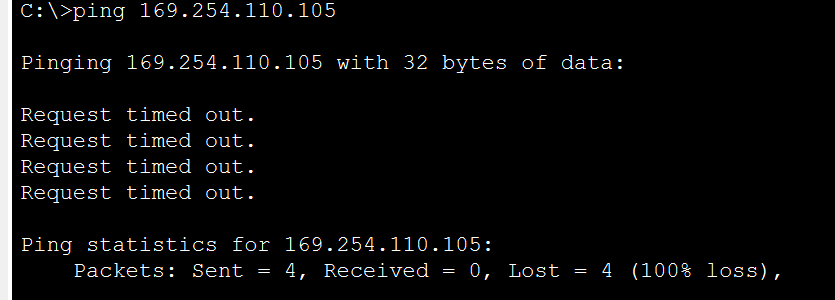 C:\>ping 169.254.110.105
Pinging 169.254.110.105 with 32 bytes of data:
Request timed out.
Request timed out.
Request timed out.
Request timed out.
Ping statistics for 169.254.110.105:
Packets: Sent = 4, Received = 0, Lost = 4 (100% loss),